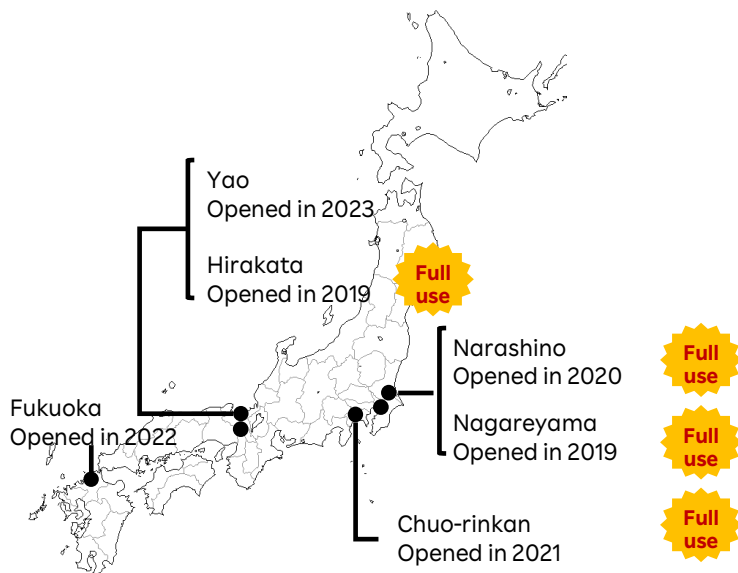 Yao
Opened in 2023
Hirakata
Opened in 2019
Full
use
Narashino
Opened in 2020
Full
use
Nagareyama
Opened in 2019
Full
use
Fukuoka
Opened in 2022
Chuo-rinkan
Opened in 2021
Full
use